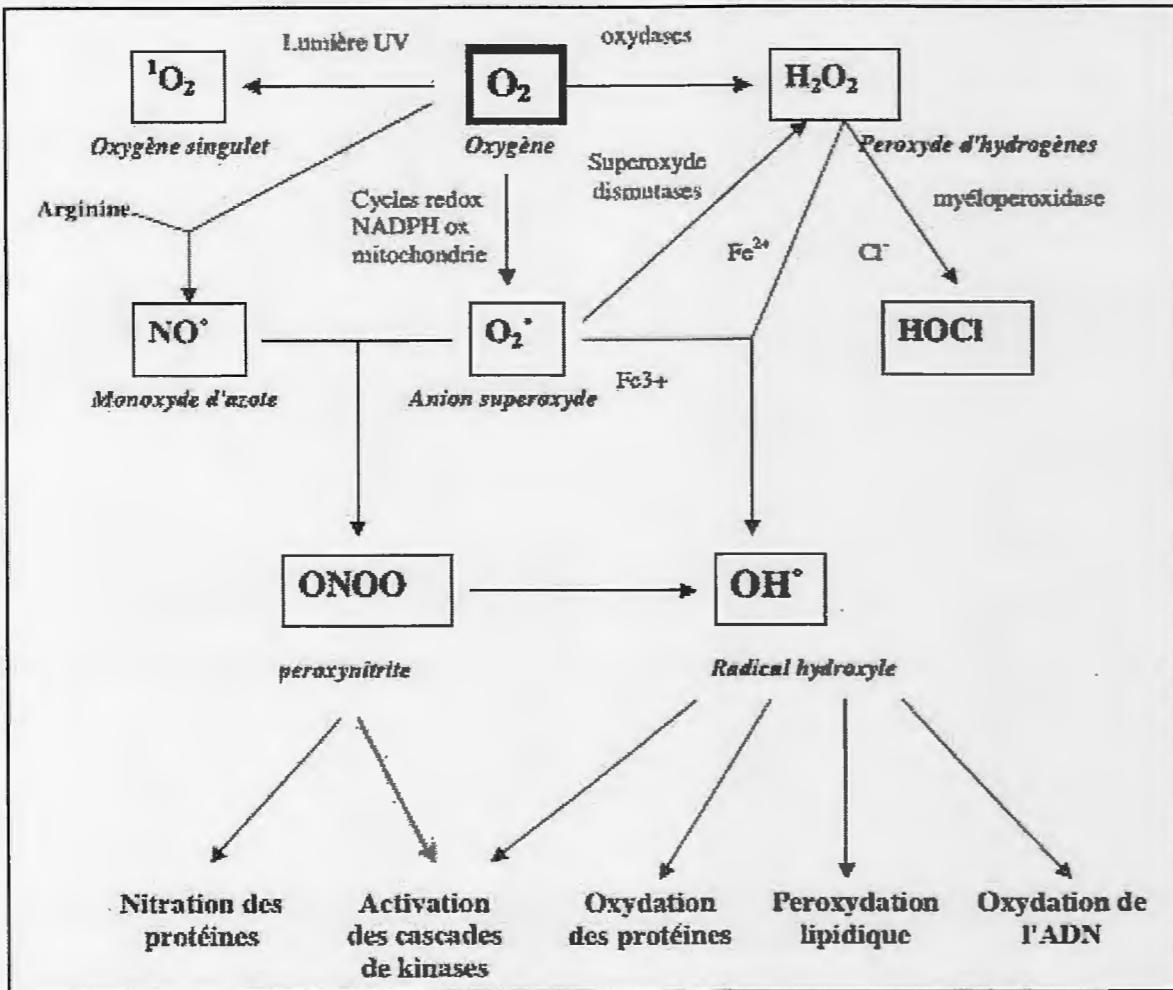 Lumière UV
oxydases
¹O₂
O₂
H₂O₂
Oxygène singulet
Oxygène
Peroxyde d'hydrogènes
Superoxyde
dismutases
Arginine
Cycles redox
NADPH ox
mitochondrie
myéloperoxidase
Fe²⁺
Cl⁻
NO°
O₂°
HOCl
Fe3+
Monoxyde d'azote
Anion superoxyde
ONOO
OH°
peroxynitrite
Radical hydroxyle
Nitration des
protéines
Activation
des cascades
de kinases
Oxydation
des protéines
Peroxydation
lipidique
Oxydation de
l'ADN